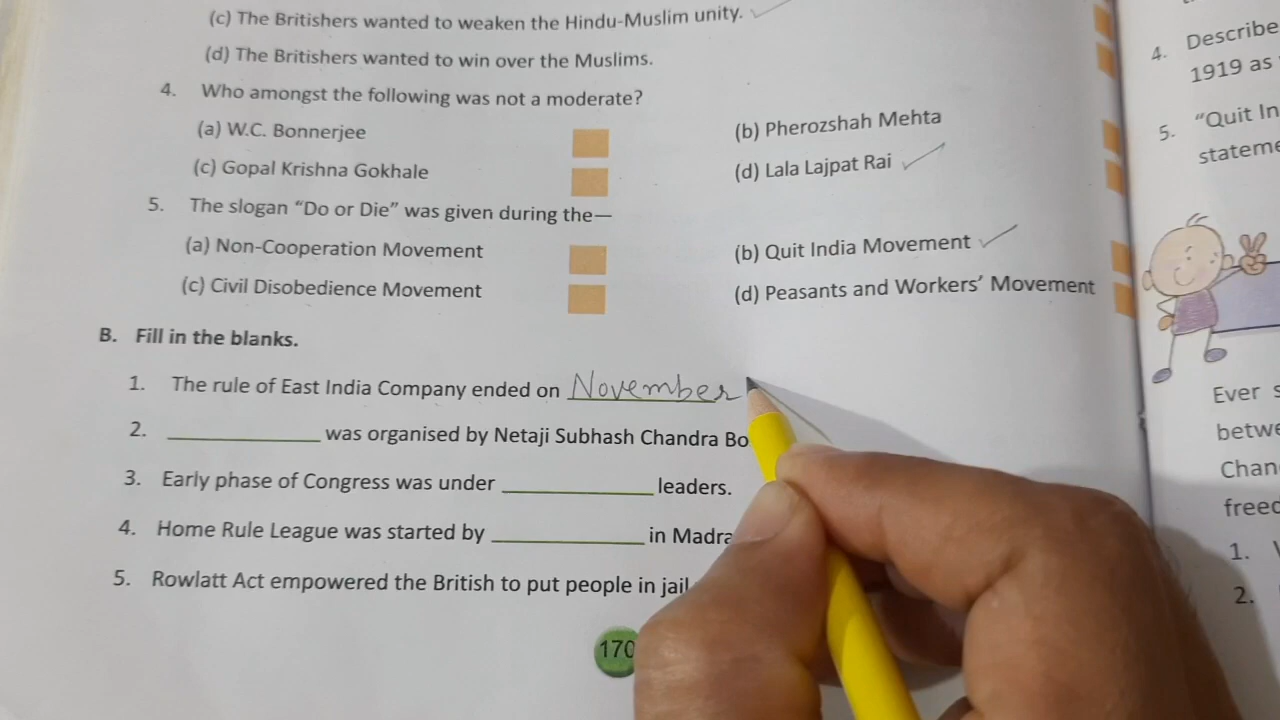 (c) The Britishers wanted to weaken the Hindu-Muslim unity.
(d) The Britishers wanted to win over the Muslims.
4. Who amongst the following was not a moderate?
(a) W.C. Bonnerjee (b) Pherozshah Mehta
(c) Gopal Krishna Gokhale (d) Lala Lajpat Rai
5. The slogan “Do or Die” was given during the—
(a) Non-Cooperation Movement (b) Quit India Movement
(c) Civil Disobedience Movement (d) Peasants and Workers’ Movement
B. Fill in the blanks.
1. The rule of East India Company ended on November
2. ____________ was organised by Netaji Subhash Chandra Bo
3. Early phase of Congress was under ____________ leaders.
4. Home Rule League was started by ____________ in Madra
5. Rowlatt Act empowered the British to put people in jail
170
4. Describe
1919 as
5. “Quit In
stateme
Ever s
betwe
Chan
freed
1.
2.